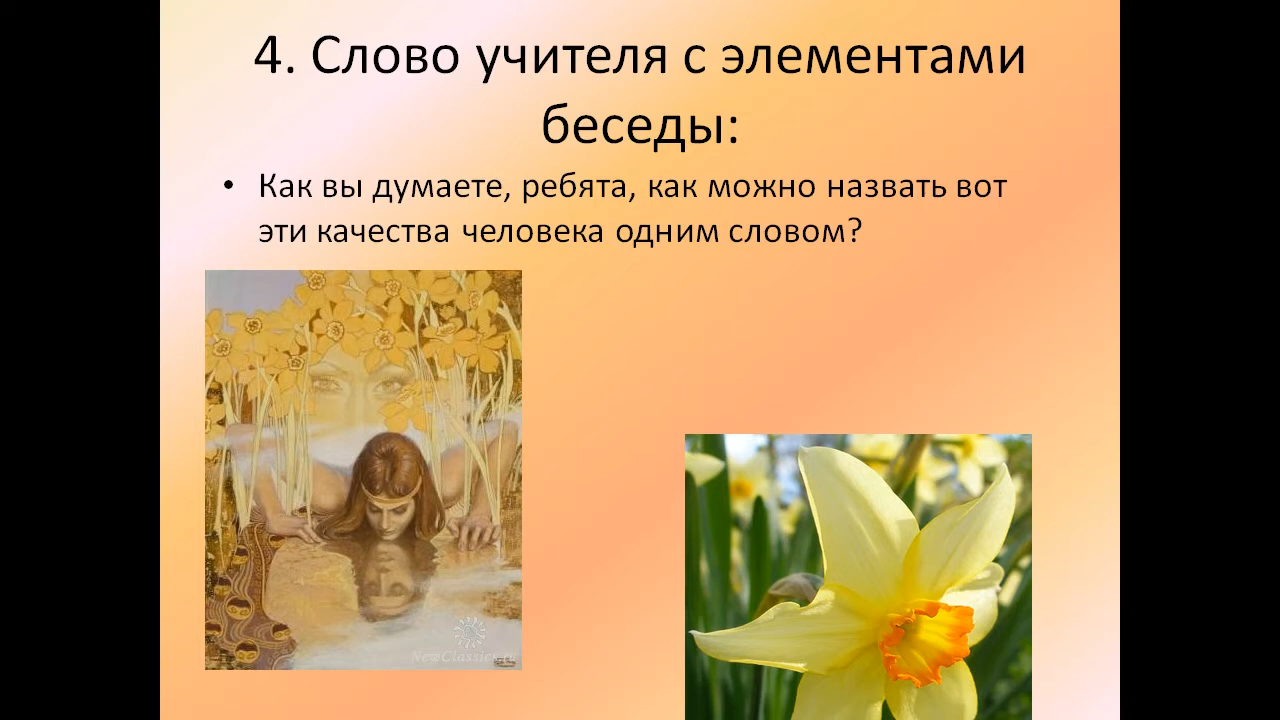 4. Слово учителя с элементами
беседы:
• Как вы думаете, ребята, как можно назвать вот
эти качества человека одним словом?